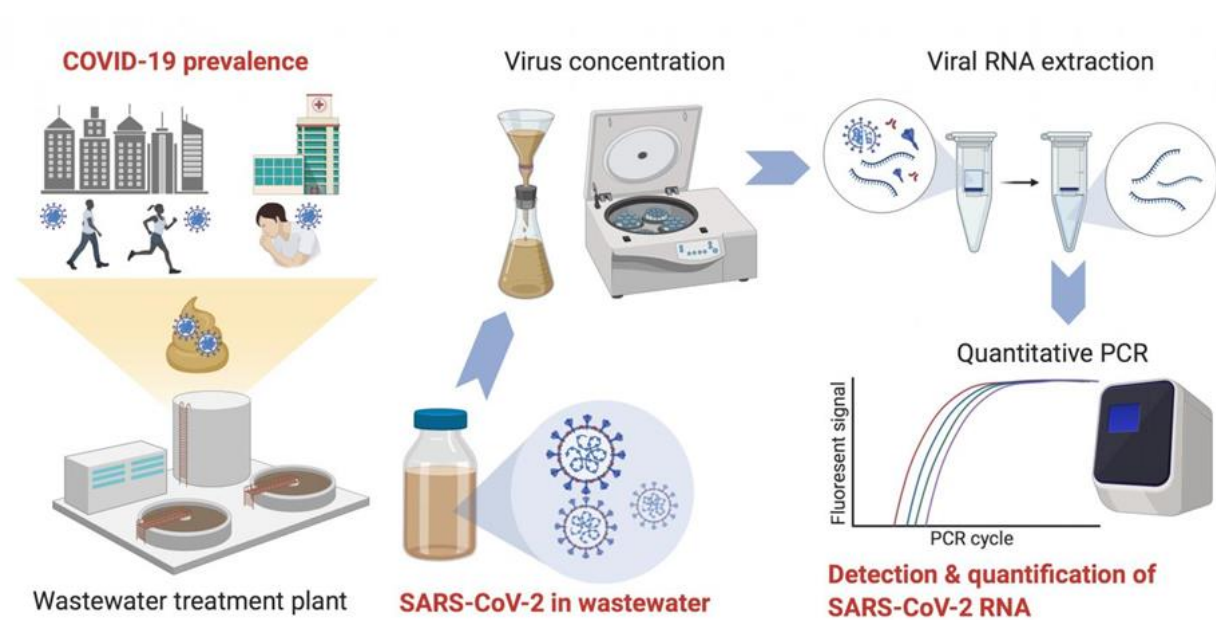 COVID-19 prevalence
Wastewater treatment plant
SARS-CoV-2 in wastewater
Virus concentration
Viral RNA extraction
Quantitative PCR
Fluoresent signal
PCR cycle
Detection & quantification of
SARS-CoV-2 RNA